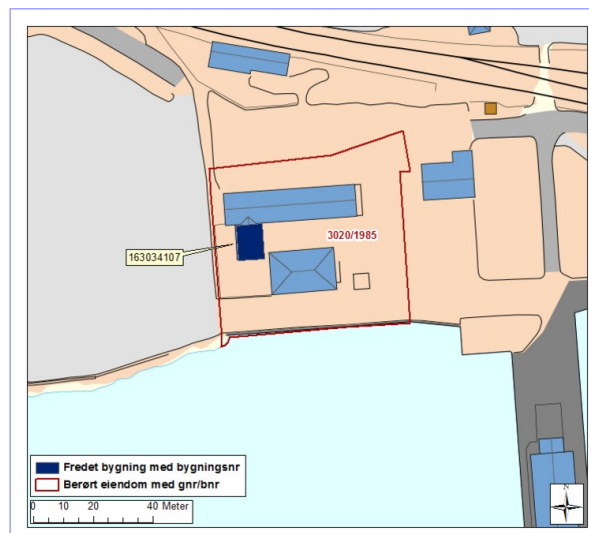 3020/1985
163034107
Fredet bygning med bygningsnr
Berørt eiendom med gnr/bnr
0 10 20 40 Meter
N